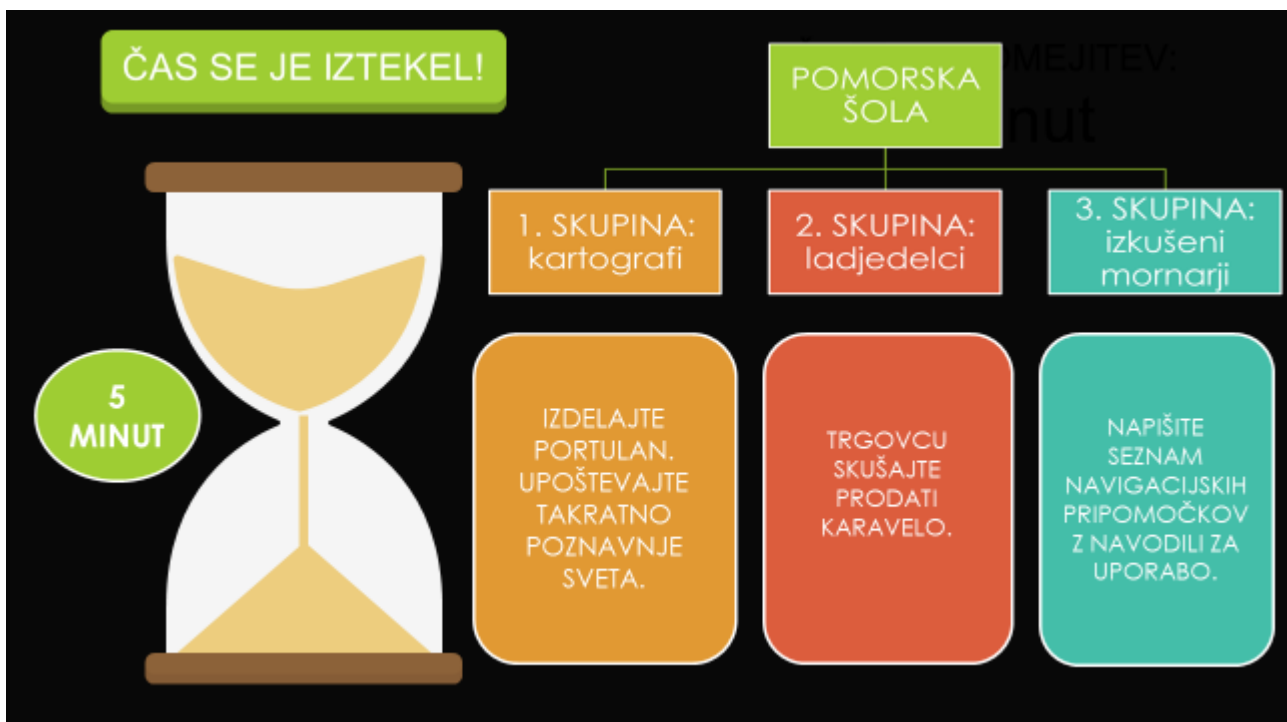 ČAS SE JE IZTEKEL!
OMEJITEV:
nut
POMORSKA
ŠOLA
1. SKUPINA:
kartografi
2. SKUPINA:
ladjedelci
3. SKUPINA:
izkušeni
mornarji
5
MINUT
IZDELAJTE
PORTULAN.
UPOŠTEVAJTE
TAKRATNO
POZNAVNJE
SVETA.
TRGOVCU
SKUŠAJTE
PRODATI
KARAVELO.
NAPIŠITE
SEZNAM
NAVIGACIJSKIH
PRIPOMOČKOV
Z NAVODILI ZA
UPORABO.